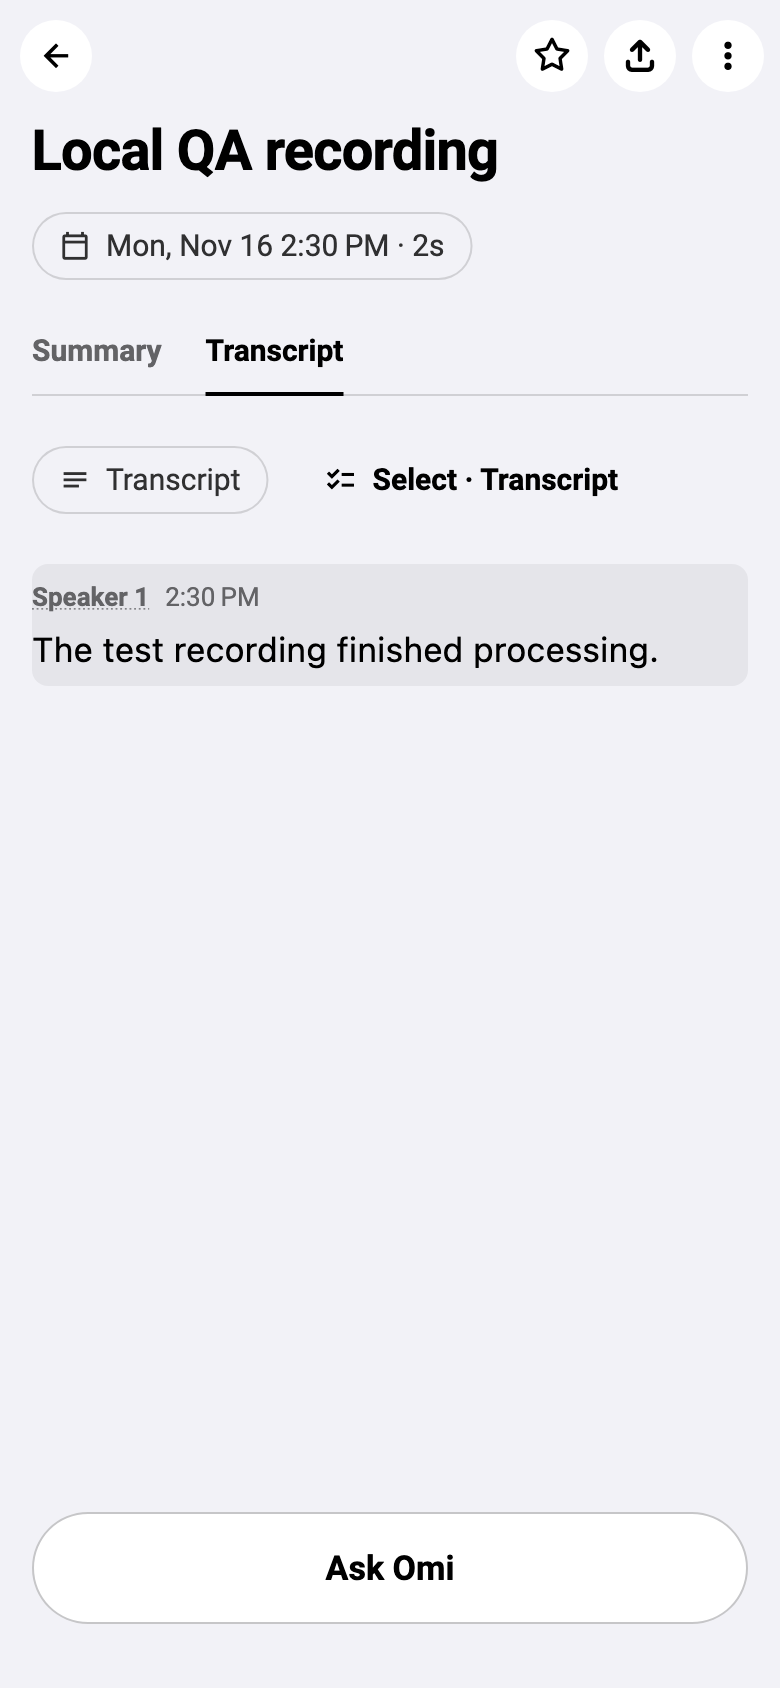 Local QA recording
Mon, Nov 16 2:30 PM · 2s
Summary Transcript
Transcript Select · Transcript
Speaker 1 2:30 PM
The test recording finished processing.
Ask Omi